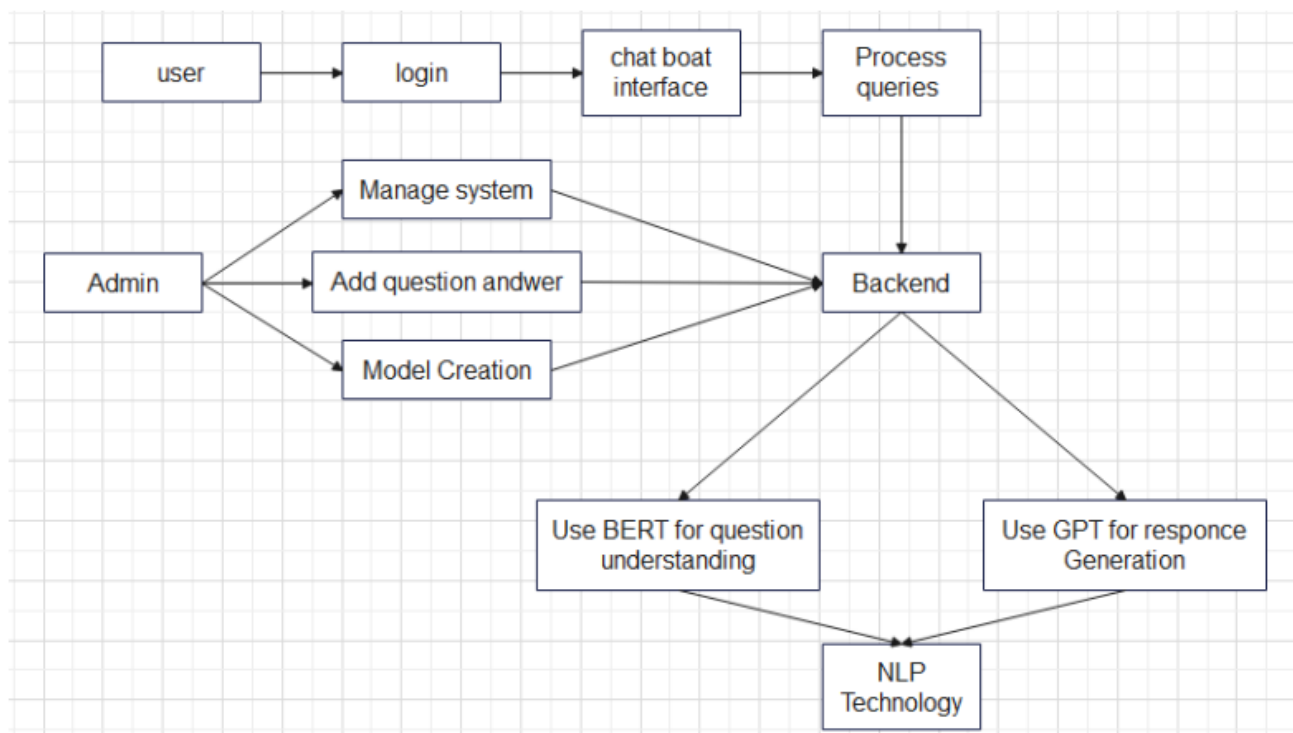 user
login
chat boat
interface
Process
queries
Manage system
Admin
Add question andwer
Backend
Model Creation
Use BERT for question
understanding
Use GPT for responce
Generation
NLP
Technology